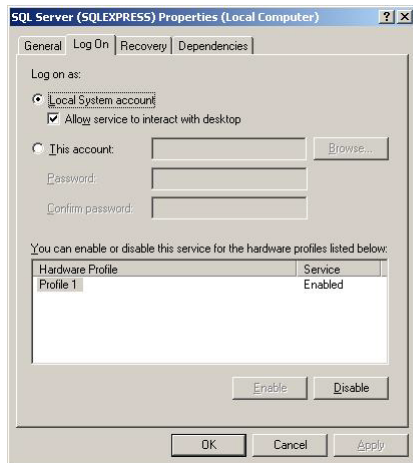 SQL Server (SQLEXPRESS) Properties (Local Computer)
General Log On Recovery Dependencies
Log on as:
Local System account
Allow service to interact with desktop
This account:
Browse...
Password:
Confirm password:
You can enable or disable this service for the hardware profiles listed below:
Hardware Profile Service
Profile 1 Enabled
Enable Disable
OK Cancel Apply